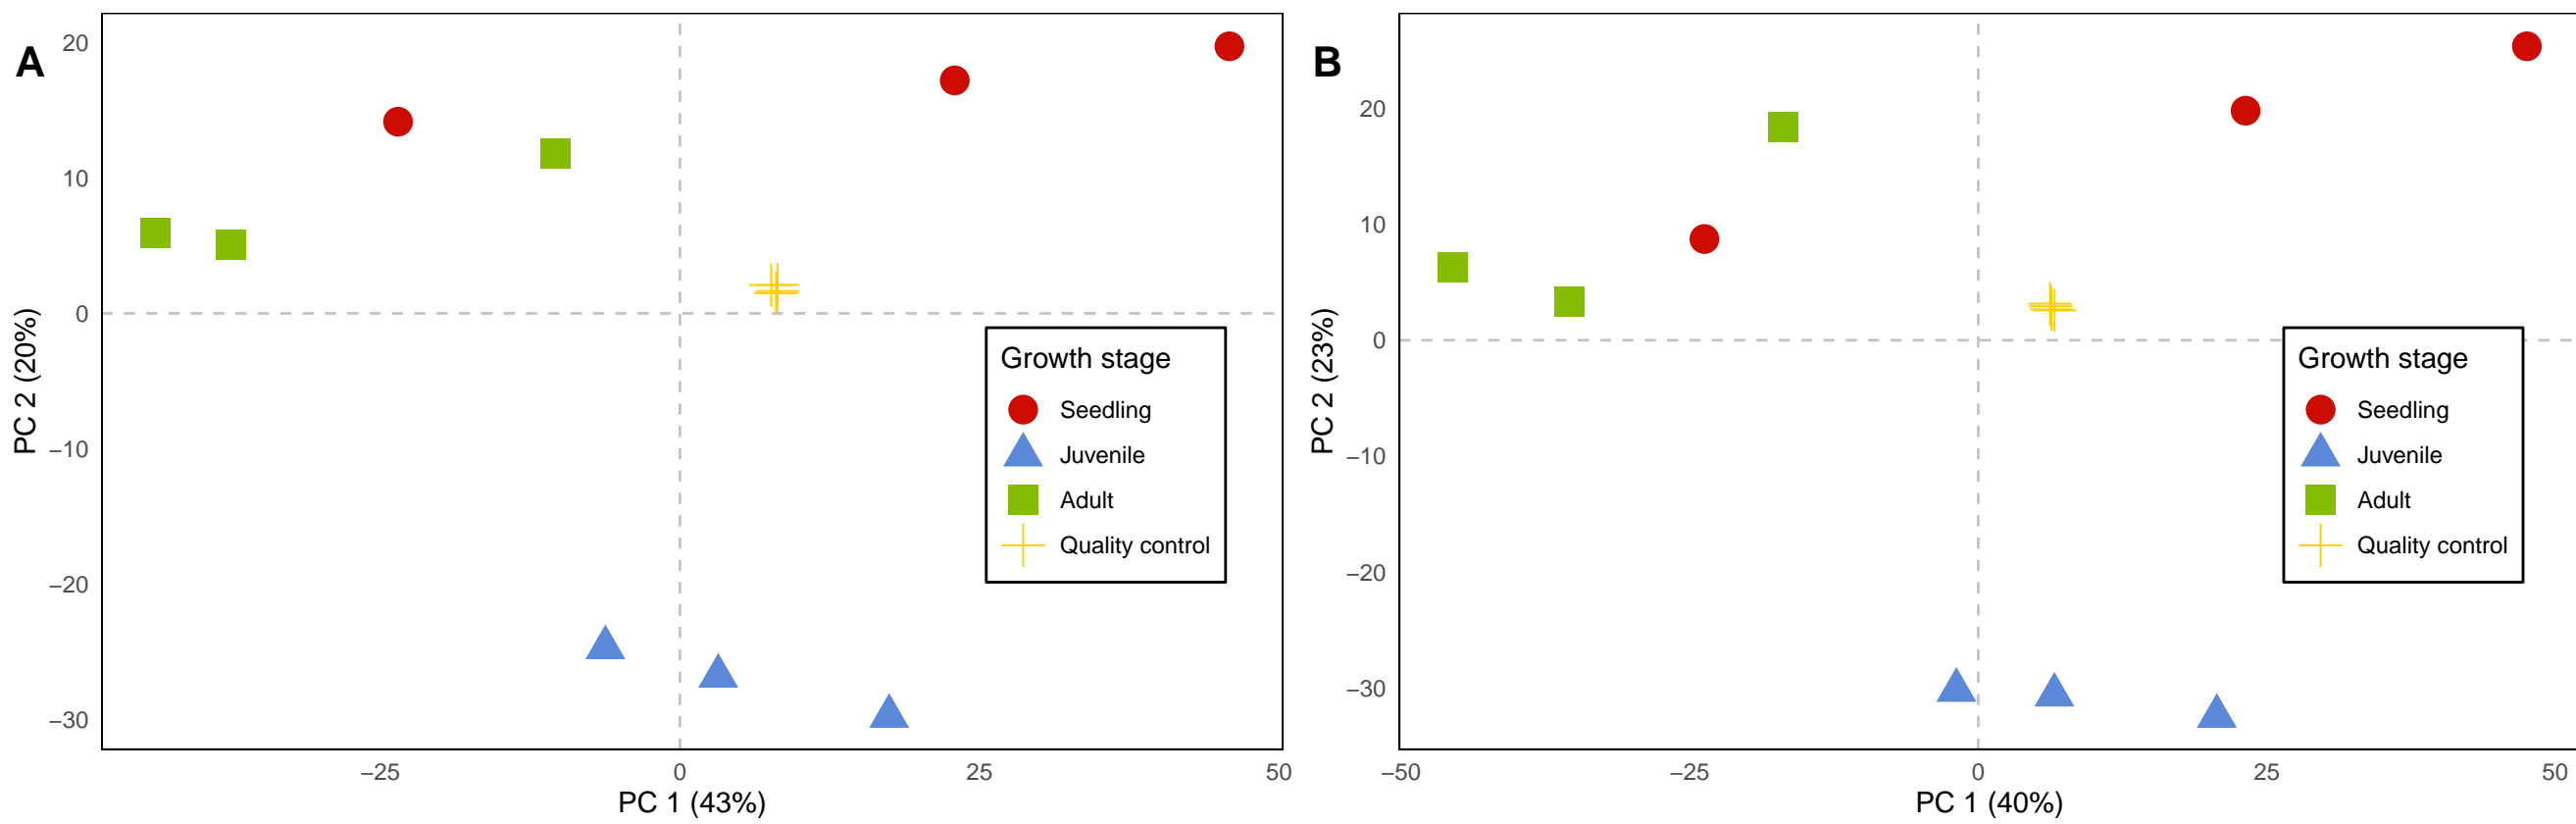 A
20
10
0
–10
–20
–30
PC 2 (20%)
–25
0
25
50
PC 1 (43%)
Growth stage
Seedling
Juvenile
Adult
Quality control
B
20
10
0
–10
–20
–30
PC 2 (23%)
–50
–25
0
25
50
PC 1 (40%)
Growth stage
Seedling
Juvenile
Adult
Quality control